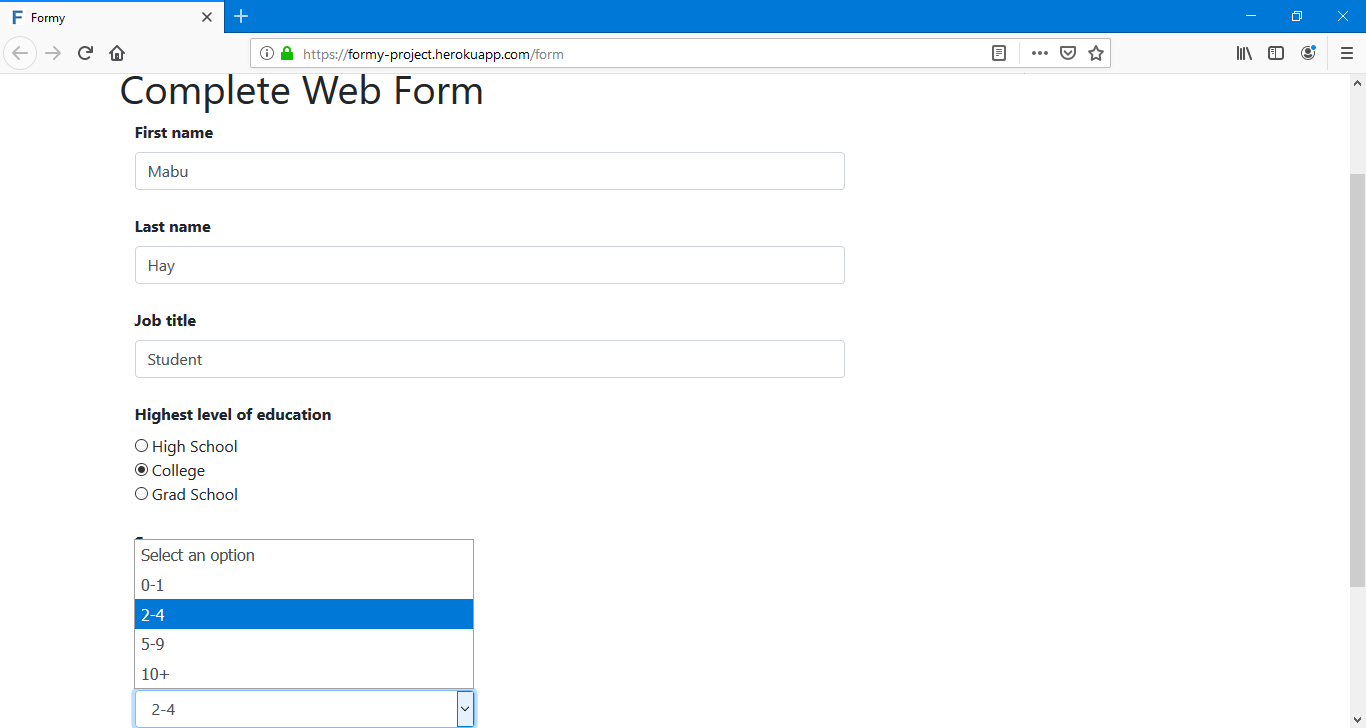 Formy
https://formy-project.herokuapp.com/form
Complete Web Form
First name
Mabu
Last name
Hay
Job title
Student
Highest level of education
High School
College
Grad School
Select an option
0-1
2-4
5-9
10+
2-4